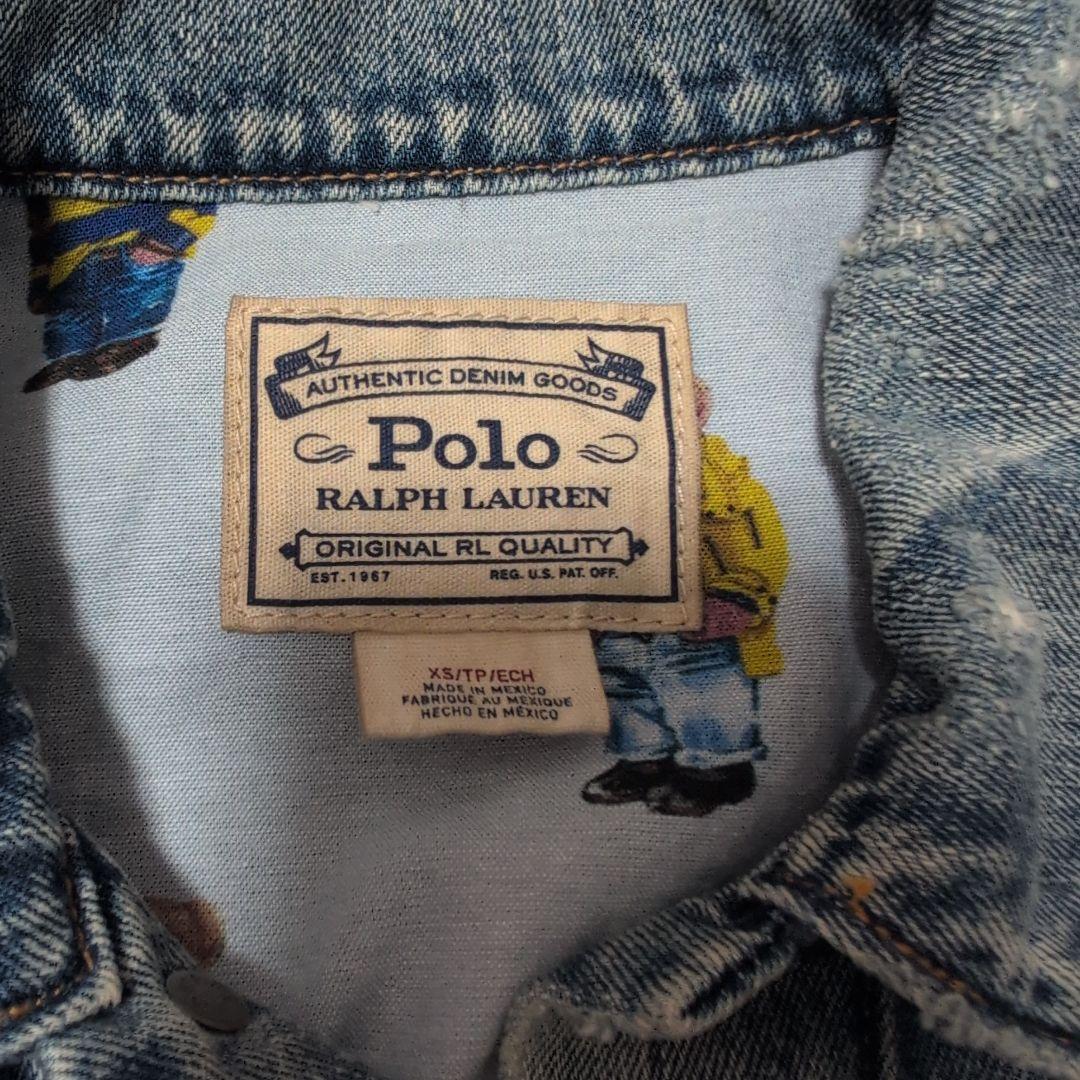 AUTHENTIC DENIM GOODS
Polo
RALPH LAUREN
ORIGINAL RL QUALITY
EST. 1967 REG. U.S. PAT. OFF.
XS/TP/ECH
MADE IN MEXICO
FABRIQUE AU MEXIQUE
HECHO EN MÉXICO